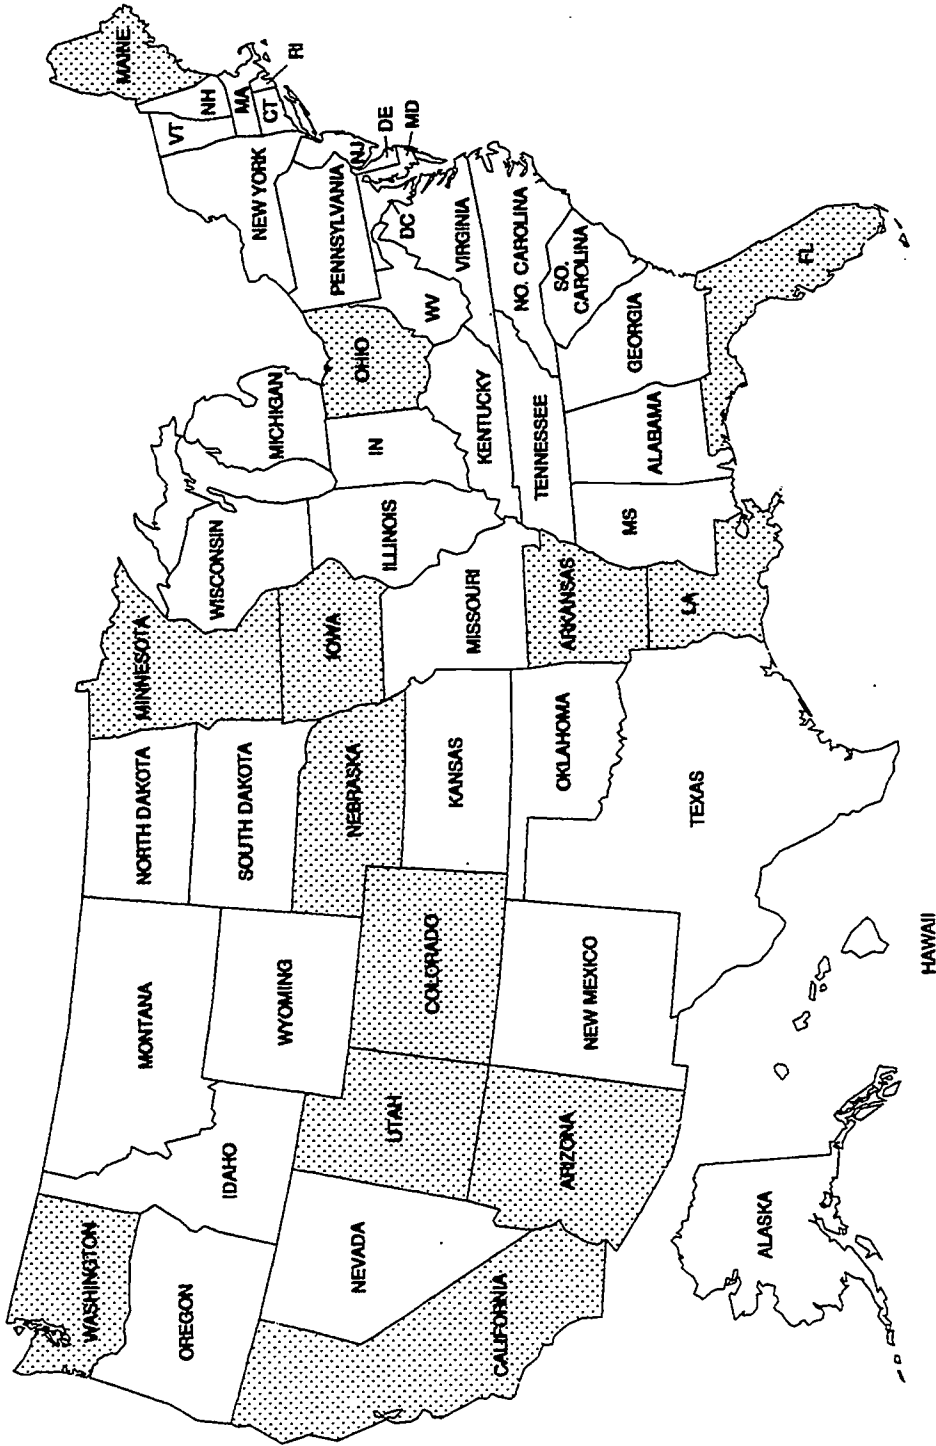 WASHINGTON
OREGON
CALIFORNIA
IDAHO
NEVADA
MONTANA
WYOMING
UTAH
ARIZONA
COLORADO
NEW MEXICO
NORTH DAKOTA
SOUTH DAKOTA
NEBRASKA
KANSAS
OKLAHOMA
TEXAS
MINNESOTA
IOWA
MISSOURI
ARKANSAS
LA
WISCONSIN
ILLINOIS
MICHIGAN
IN
OHIO
KENTUCKY
TENNESSEE
MS
ALABAMA
GEORGIA
FL
SO.
CAROLINA
NO. CAROLINA
VIRGINIA
WV
DC
PENNSYLVANIA
NEW YORK
VT
NH
MAINE
MA
CT
RI
NJ
DE
MD
ALASKA
HAWAII